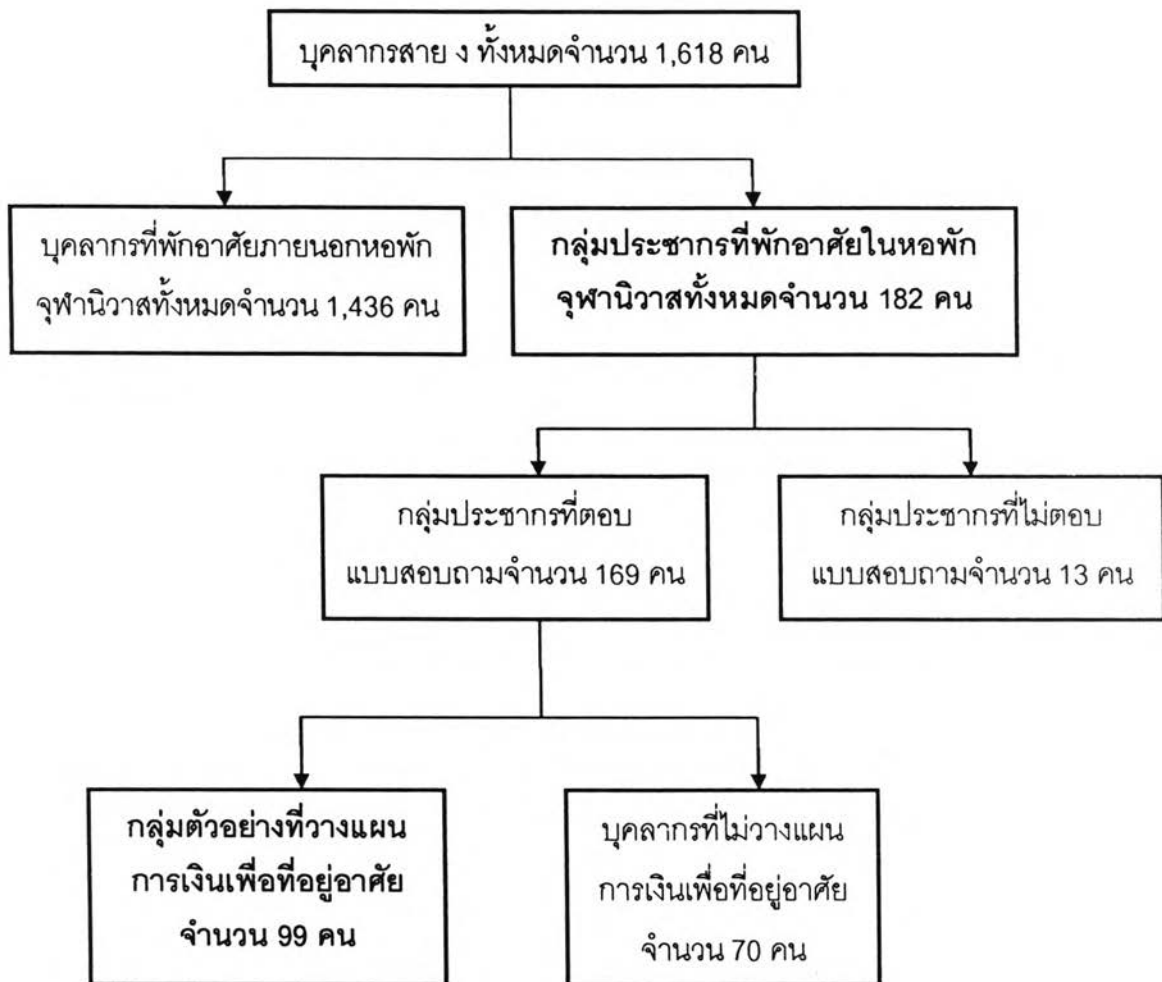 บุคลากรสาย ง ทั้งหมดจำนวน 1,618 คน
บุคลากรที่พักอาศัยภายนอกหอพัก
จุฬานิวาสทั้งหมดจำนวน 1,436 คน
กลุ่มประชากรที่พักอาศัยในหอพัก
จุฬานิวาสทั้งหมดจำนวน 182 คน
กลุ่มประชากรที่ตอบ
แบบสอบถามจำนวน 169 คน
กลุ่มประชากรที่ไม่ตอบ
แบบสอบถามจำนวน 13 คน
กลุ่มตัวอย่างที่วางแผน
การเงินเพื่อที่อยู่อาศัย
จำนวน 99 คน
บุคลากรที่ไม่วางแผน
การเงินเพื่อที่อยู่อาศัย
จำนวน 70 คน